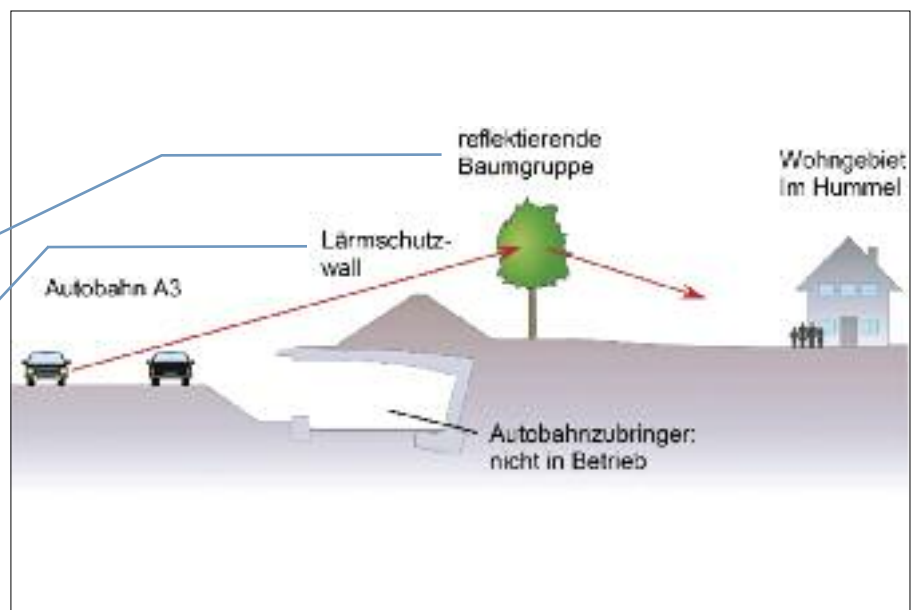 reflektierende
Baumgruppe
Wohngebiet
Im Hummel
Lärmschutz-
wall
Autobahn A3
Autobahnzubringer:
nicht in Betrieb